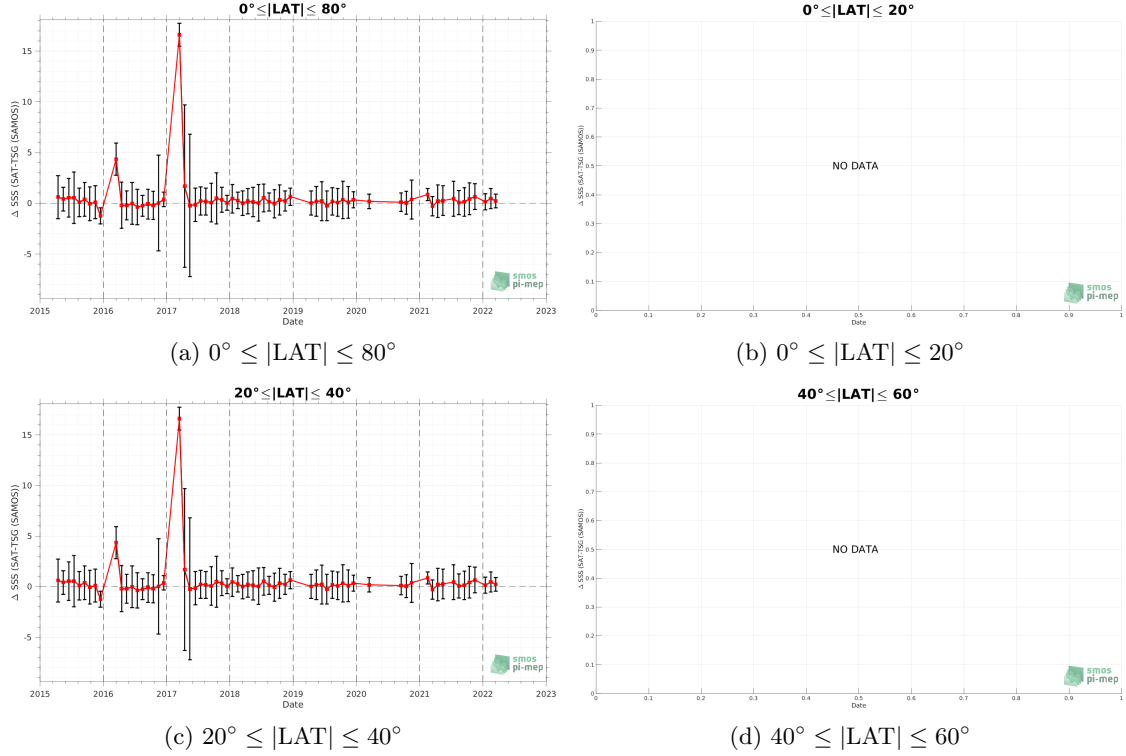 0°≤|LAT|≤ 80°
Δ SSS (SAT-TSG (SAMOS))
15
10
5
0
-5
2015 2016 2017 2018 2019 2020 2021 2022 2023
Date
smos
pi-mep
(a) 0° ≤ |LAT| ≤ 80°
0°≤|LAT|≤ 20°
Δ SSS (SAT-TSG (SAMOS))
1
0.9
0.8
0.7
0.6
0.5
0.4
0.3
0.2
0.1
0
NO DATA
0 0.1 0.2 0.3 0.4 0.5 0.6 0.7 0.8 0.9 1
Date
smos
pi-mep
(b) 0° ≤ |LAT| ≤ 20°
20°≤|LAT|≤ 40°
Δ SSS (SAT-TSG (SAMOS))
15
10
5
0
-5
2015 2016 2017 2018 2019 2020 2021 2022 2023
Date
smos
pi-mep
(c) 20° ≤ |LAT| ≤ 40°
40°≤|LAT|≤ 60°
Δ SSS (SAT-TSG (SAMOS))
1
0.9
0.8
0.7
0.6
0.5
0.4
0.3
0.2
0.1
0
NO DATA
0 0.1 0.2 0.3 0.4 0.5 0.6 0.7 0.8 0.9 1
Date
smos
pi-mep
(d) 40° ≤ |LAT| ≤ 60°